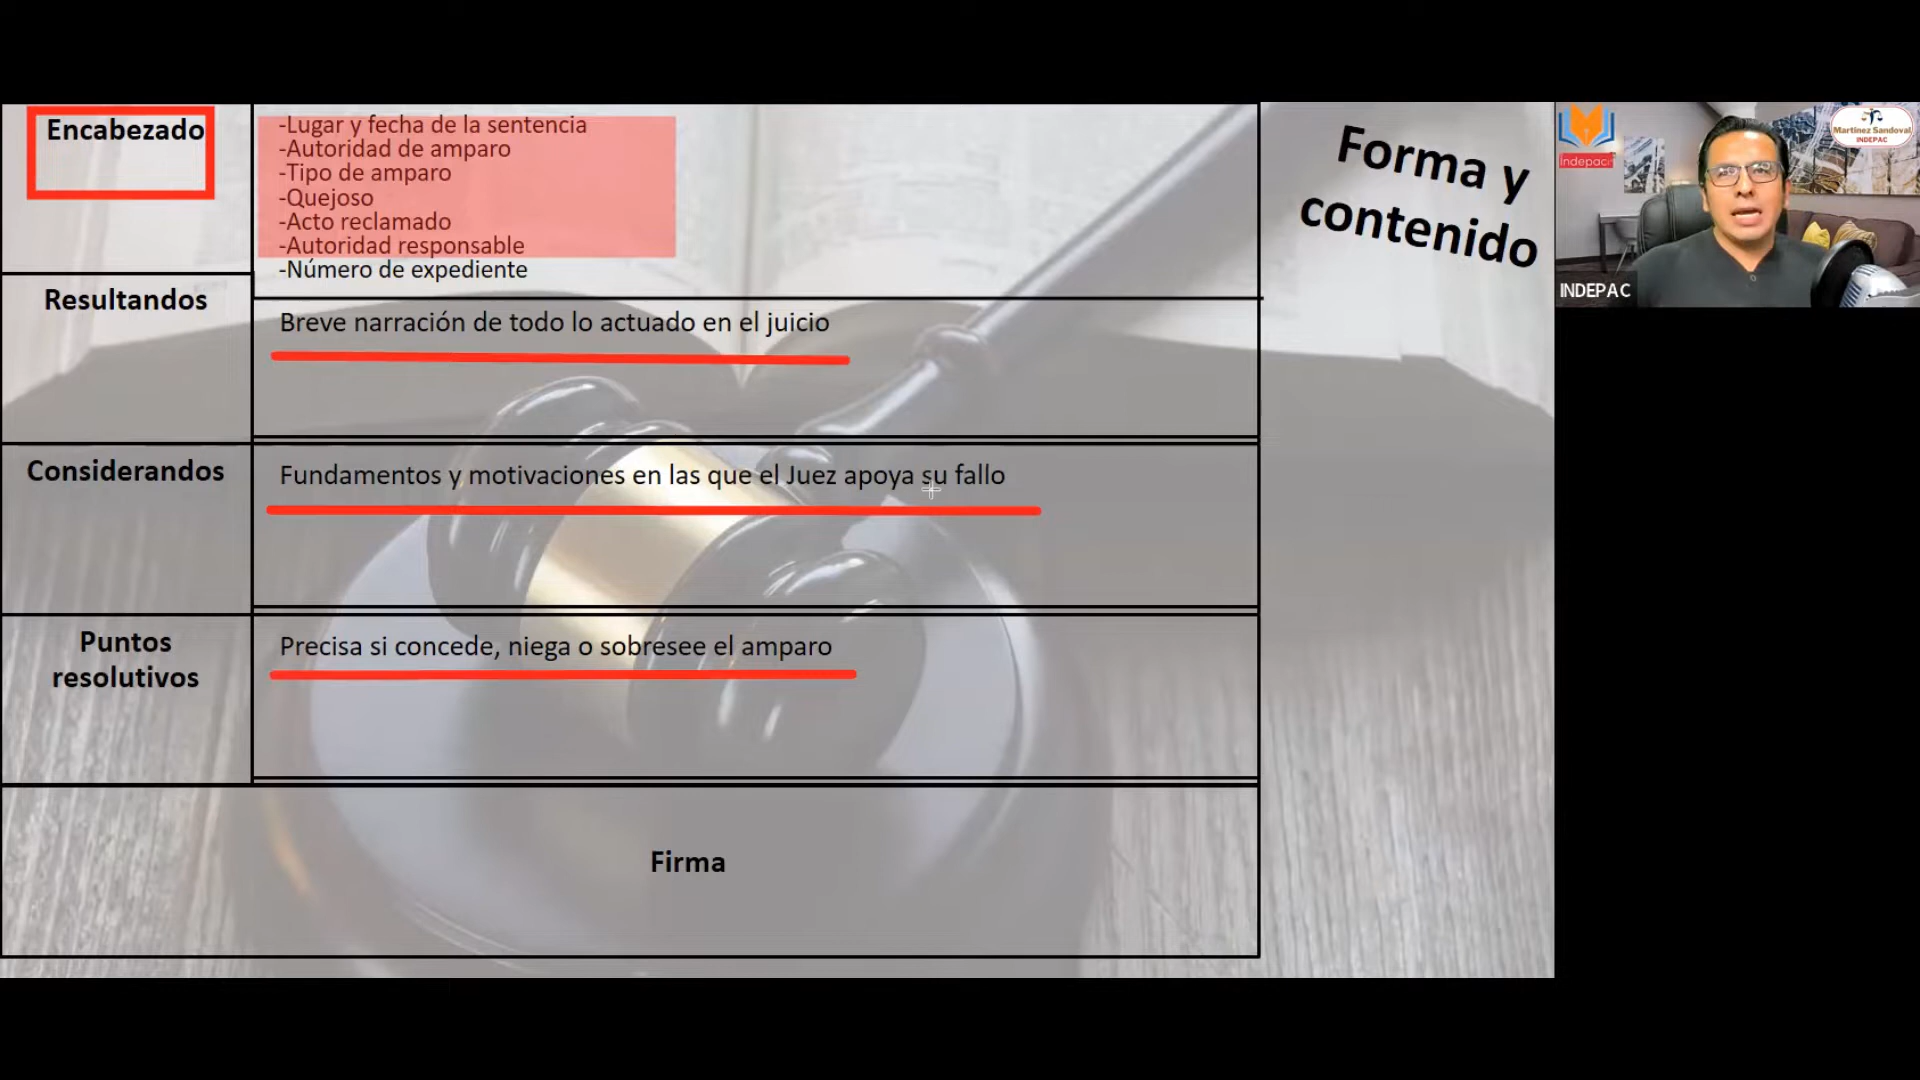 Encabezado
-Lugar y fecha de la sentencia
-Autoridad de amparo
-Tipo de amparo
-Quejoso
-Acto reclamado
-Autoridad responsable
-Número de expediente
Resultandos
Breve narración de todo lo actuado en el juicio
Considerandos
Fundamentos y motivaciones en las que el Juez apoya su fallo
Puntos
resolutivos
Precisa si concede, niega o sobresee el amparo
Firma
Forma y
contenido
Indepac
Martínez Sandoval
INDEPAC
INDEPAC